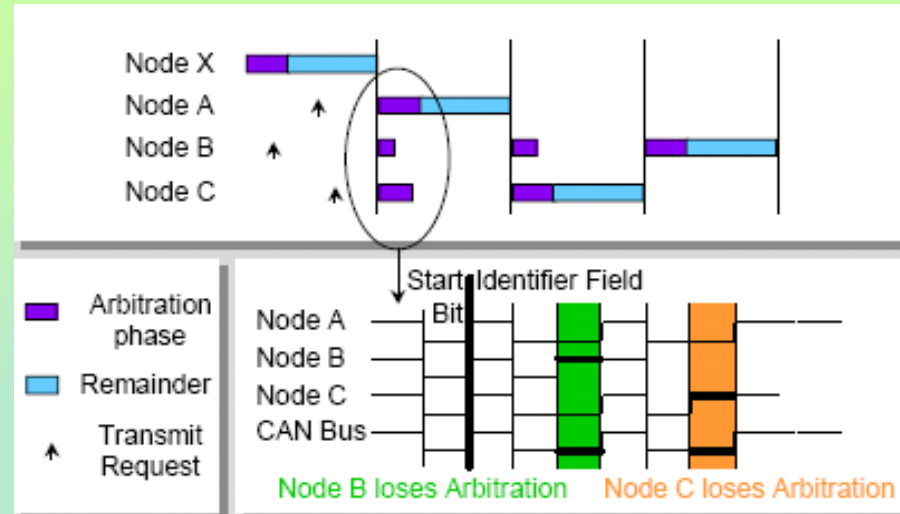 Node X
Node A
Node B
Node C
Start Identifier Field
Bit
Node A
Node B
Node C
CAN Bus
Arbitration
phase
Remainder
Transmit
Request
Node B loses Arbitration Node C loses Arbitration